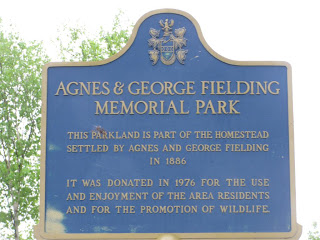 AGNES & GEORGE FIELDING
MEMORIAL PARK
THIS PARKLAND IS PART OF THE HOMESTEAD
SETTLED BY AGNES AND GEORGE FIELDING
IN 1886
IT WAS DONATED IN 1976 FOR THE USE
AND ENJOYMENT OF THE AREA RESIDENTS
AND FOR THE PROMOTION OF WILDLIFE.